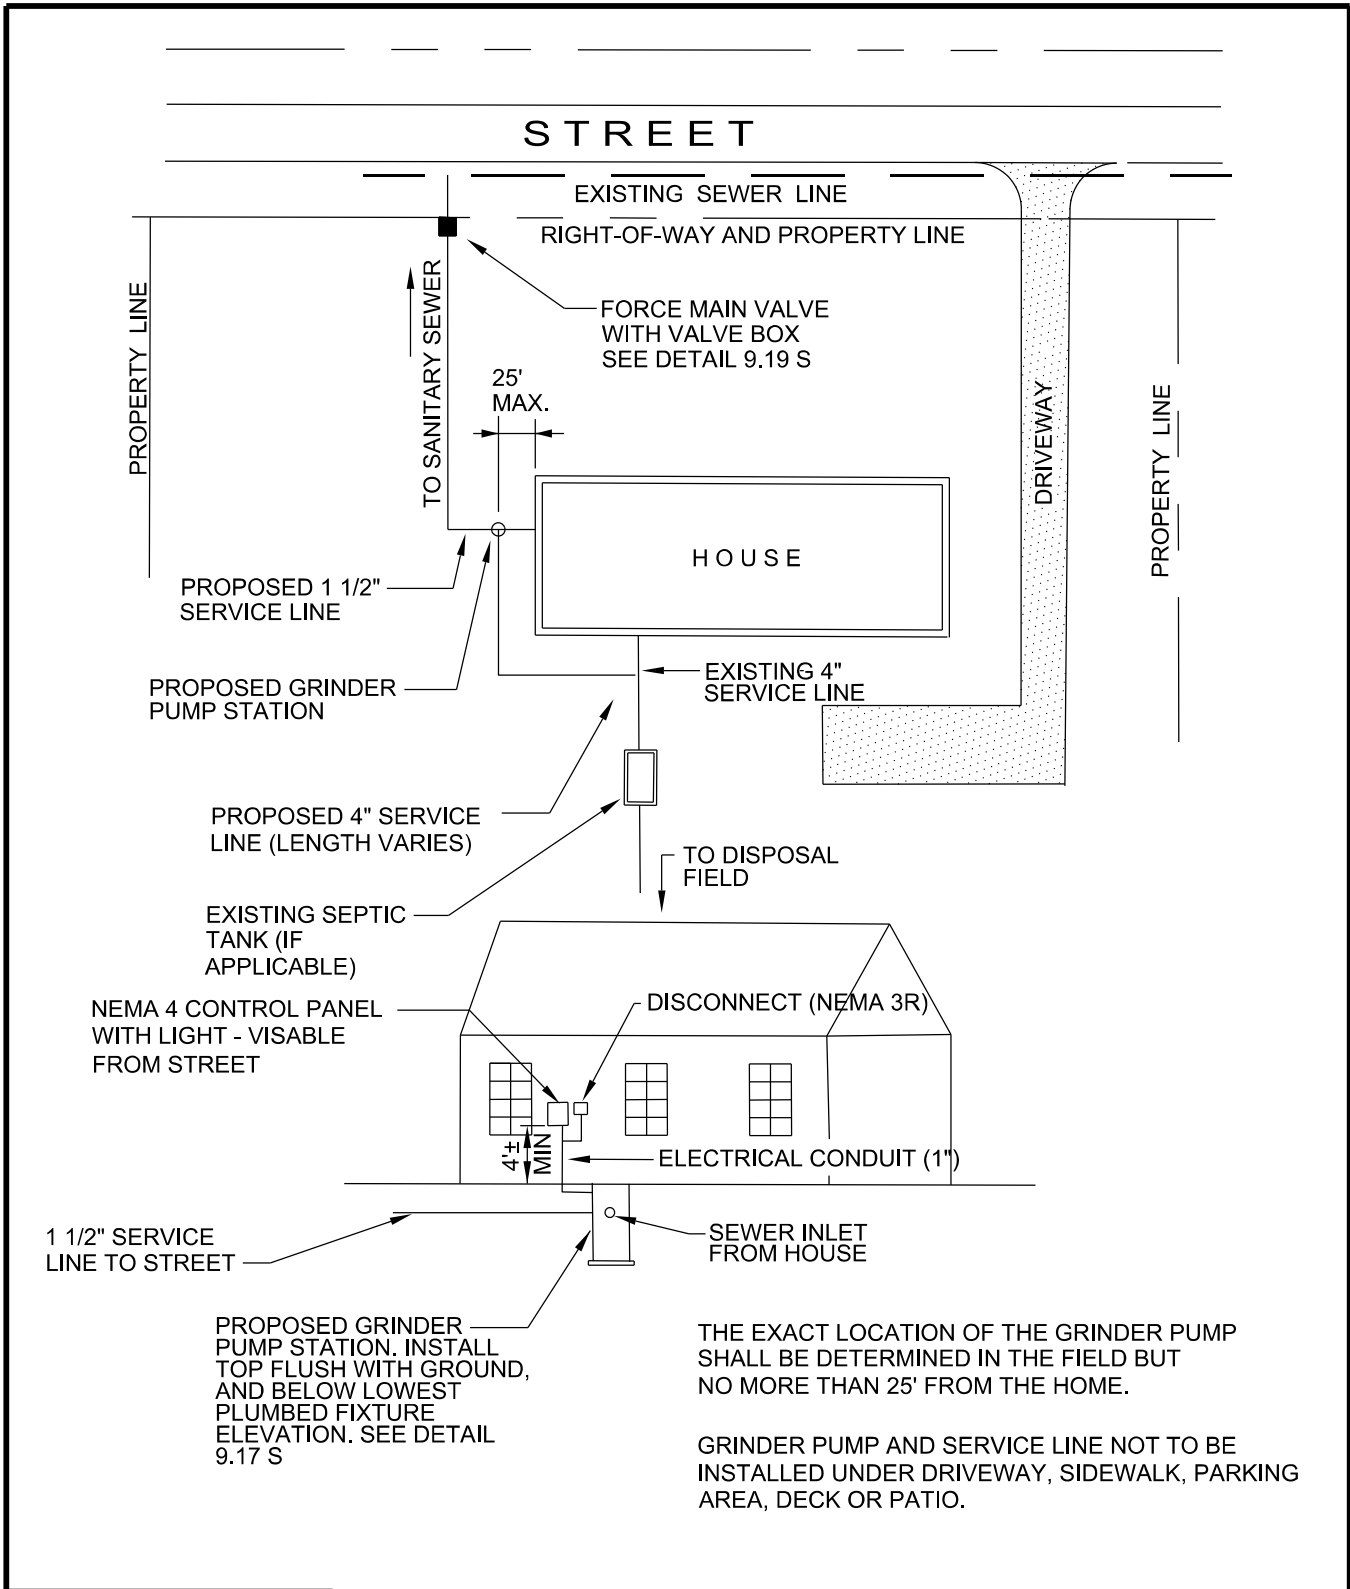 STREET
EXISTING SEWER LINE
RIGHT-OF-WAY AND PROPERTY LINE
PROPERTY LINE
TO SANITARY SEWER
FORCE MAIN VALVE
WITH VALVE BOX
SEE DETAIL 9.19 S
25'
MAX.
DRIVEWAY
PROPERTY LINE
HOUSE
PROPOSED 1 1/2"
SERVICE LINE
PROPOSED GRINDER
PUMP STATION
EXISTING 4"
SERVICE LINE
PROPOSED 4" SERVICE
LINE (LENGTH VARIES)
TO DISPOSAL
FIELD
EXISTING SEPTIC
TANK (IF
APPLICABLE)
NEMA 4 CONTROL PANEL
WITH LIGHT - VISABLE
FROM STREET
DISCONNECT (NEMA 3R)
4'±
MIN
ELECTRICAL CONDUIT (1")
1 1/2" SERVICE
LINE TO STREET
SEWER INLET
FROM HOUSE
PROPOSED GRINDER
PUMP STATION. INSTALL
TOP FLUSH WITH GROUND,
AND BELOW LOWEST
PLUMBED FIXTURE
ELEVATION. SEE DETAIL
9.17 S
THE EXACT LOCATION OF THE GRINDER PUMP
SHALL BE DETERMINED IN THE FIELD BUT
NO MORE THAN 25' FROM THE HOME.
GRINDER PUMP AND SERVICE LINE NOT TO BE
INSTALLED UNDER DRIVEWAY, SIDEWALK, PARKING
AREA, DECK OR PATIO.